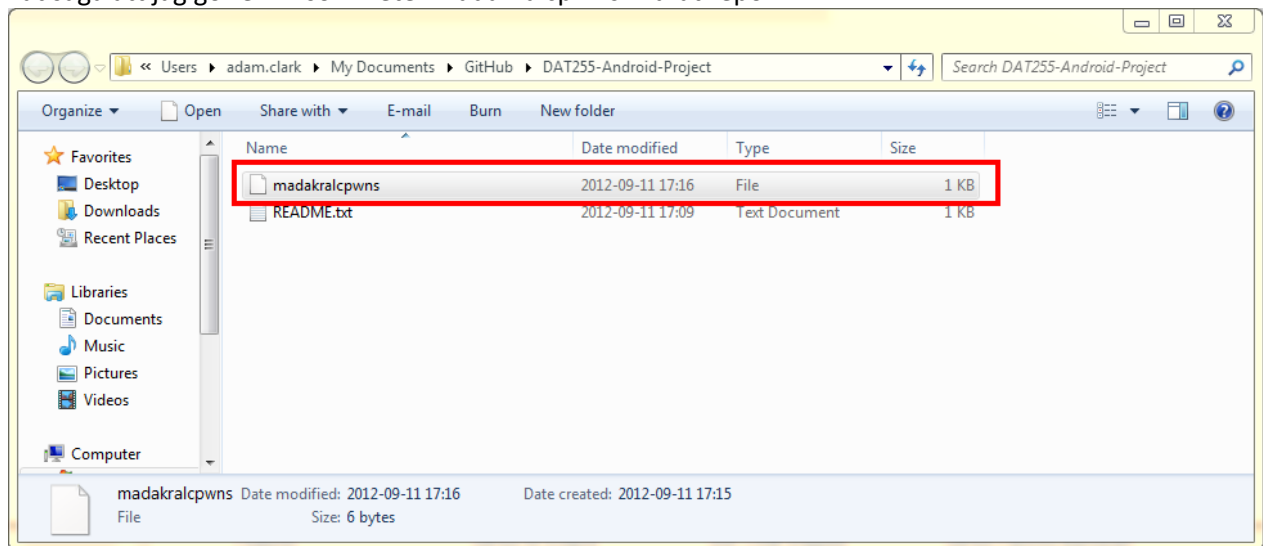 « Users ▸ adam.clark ▸ My Documents ▸ GitHub ▸ DAT255-Android-Project
Search DAT255-Android-Project
Organize Open Share with E-mail Burn New folder
Favorites
Desktop
Downloads
Recent Places
Libraries
Documents
Music
Pictures
Videos
Computer
Name Date modified Type Size
madakralcpwns 2012-09-11 17:16 File 1 KB
README.txt 2012-09-11 17:09 Text Document 1 KB
madakralcpwns Date modified: 2012-09-11 17:16 Date created: 2012-09-11 17:15
File Size: 6 bytes